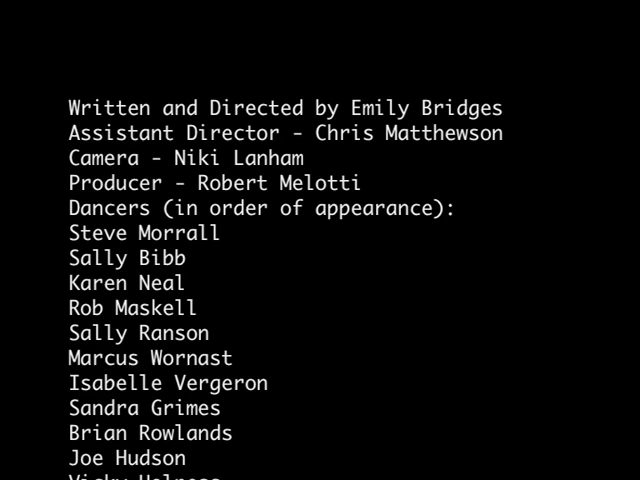 Written and Directed by Emily Bridges
Assistant Director - Chris Matthewson
Camera - Niki Lanham
Producer - Robert Melotti
Dancers (in order of appearance):
Steve Morrall
Sally Bibb
Karen Neal
Rob Maskell
Sally Ranson
Marcus Wornast
Isabelle Vergeron
Sandra Grimes
Brian Rowlands
Joe Hudson
Vicky